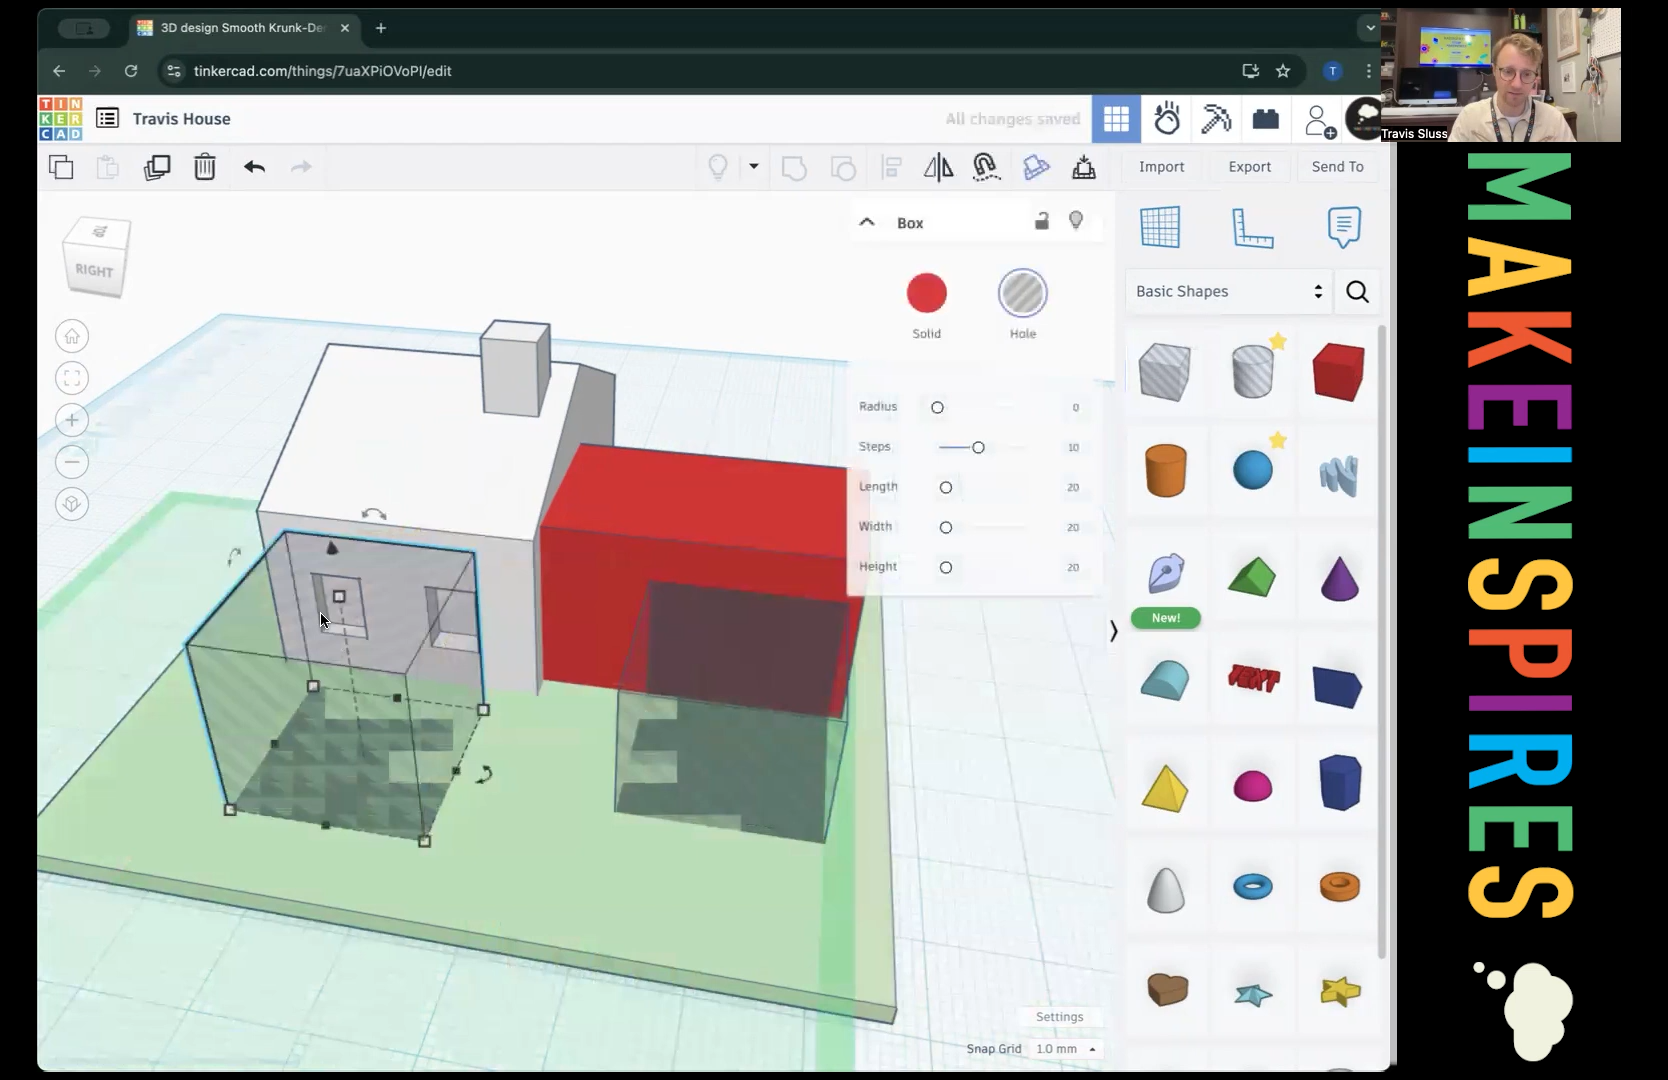 3D design Smooth Krunk-De
tinkercad.com/things/7uaXPiOVoPl/edit
T
TIN
KER
CAD
Travis House
All changes saved
Travis Sluss
Import
Export
Send To
RIGHT
Box
Solid
Hole
Radius 0
Steps 10
Length 20
Width 20
Height 20
Basic Shapes
New!
TEXT
Settings
Snap Grid 1.0 mm
MAKEINSPIRES